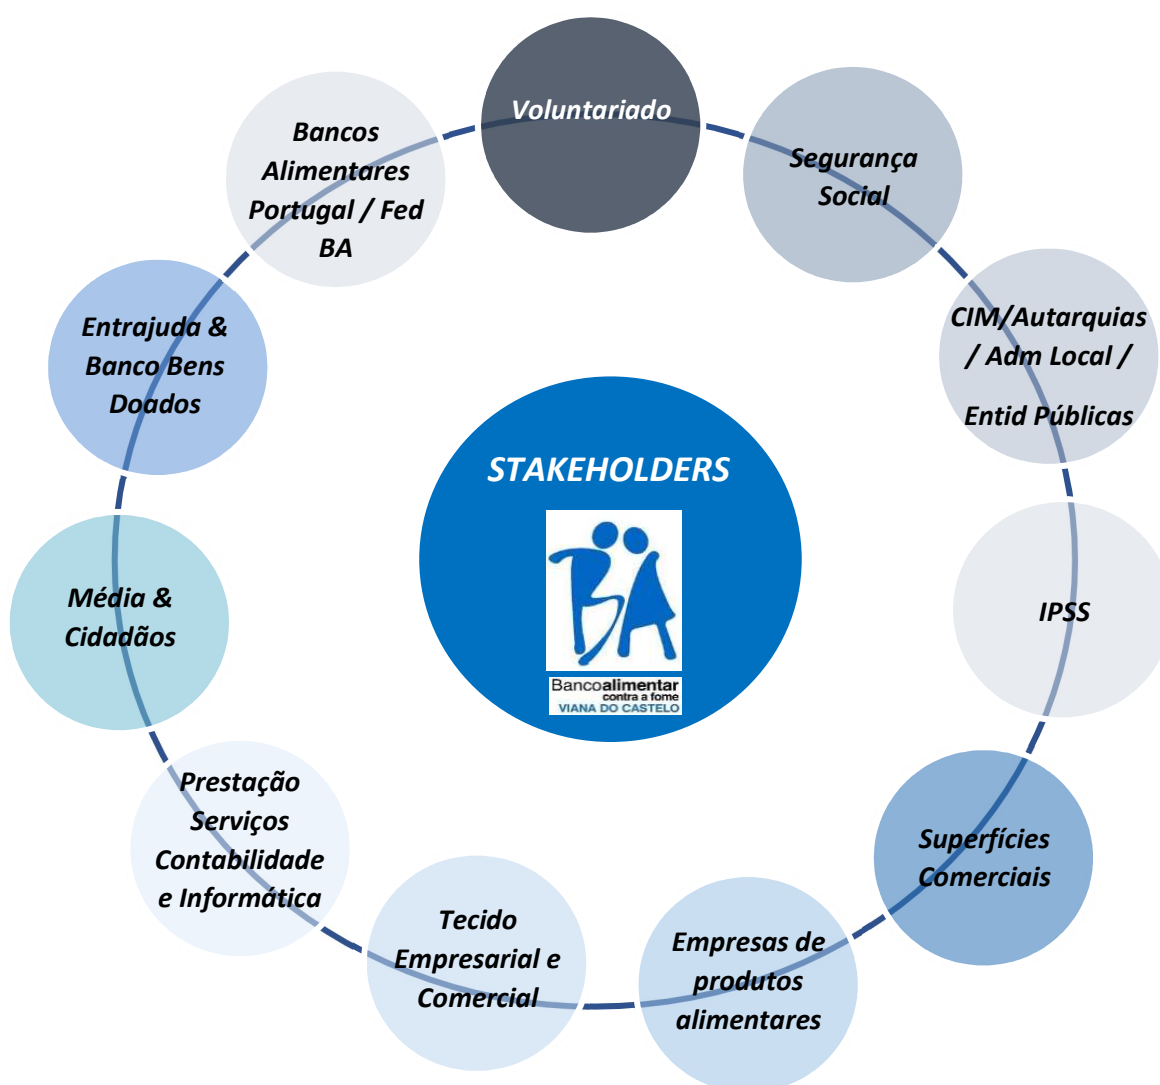 Voluntariado
Segurança
Social
CIM/Autarquias
/ Adm Local /
Entid Públicas
IPSS
Superfícies
Comerciais
Empresas de
produtos
alimentares
Tecido
Empresarial e
Comercial
Prestação
Serviços
Contabilidade
e Informática
Média &
Cidadãos
Entrajuda &
Banco Bens
Doados
Bancos
Alimentares
Portugal / Fed
BA
STAKEHOLDERS
BA
Bancoalimentar
contra a fome
VIANA DO CASTELO